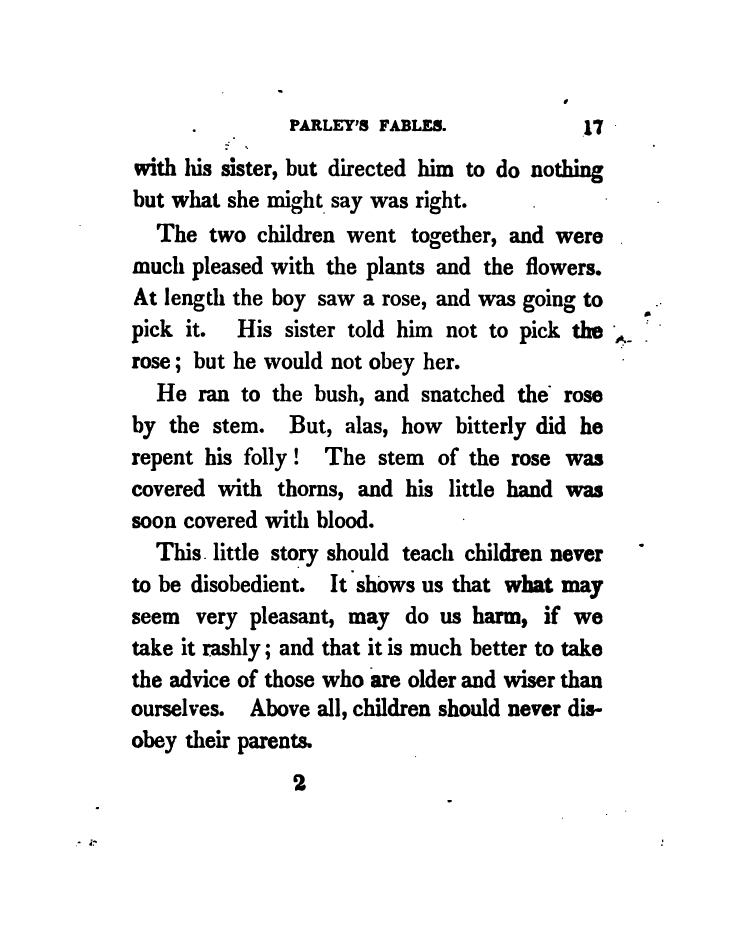 PARLEY'S FABLES. 17
with his sister, but directed him to do nothing
but what she might say was right.
The two children went together, and were
much pleased with the plants and the flowers.
At length the boy saw a rose, and was going to
pick it. His sister told him not to pick the
rose; but he would not obey her.
He ran to the bush, and snatched the rose
by the stem. But, alas, how bitterly did he
repent his folly! The stem of the rose was
covered with thorns, and his little hand was
soon covered with blood.
This little story should teach children never
to be disobedient. It shows us that what may
seem very pleasant, may do us harm, if we
take it rashly; and that it is much better to take
the advice of those who are older and wiser than
ourselves. Above all, children should never dis-
obey their parents.
2